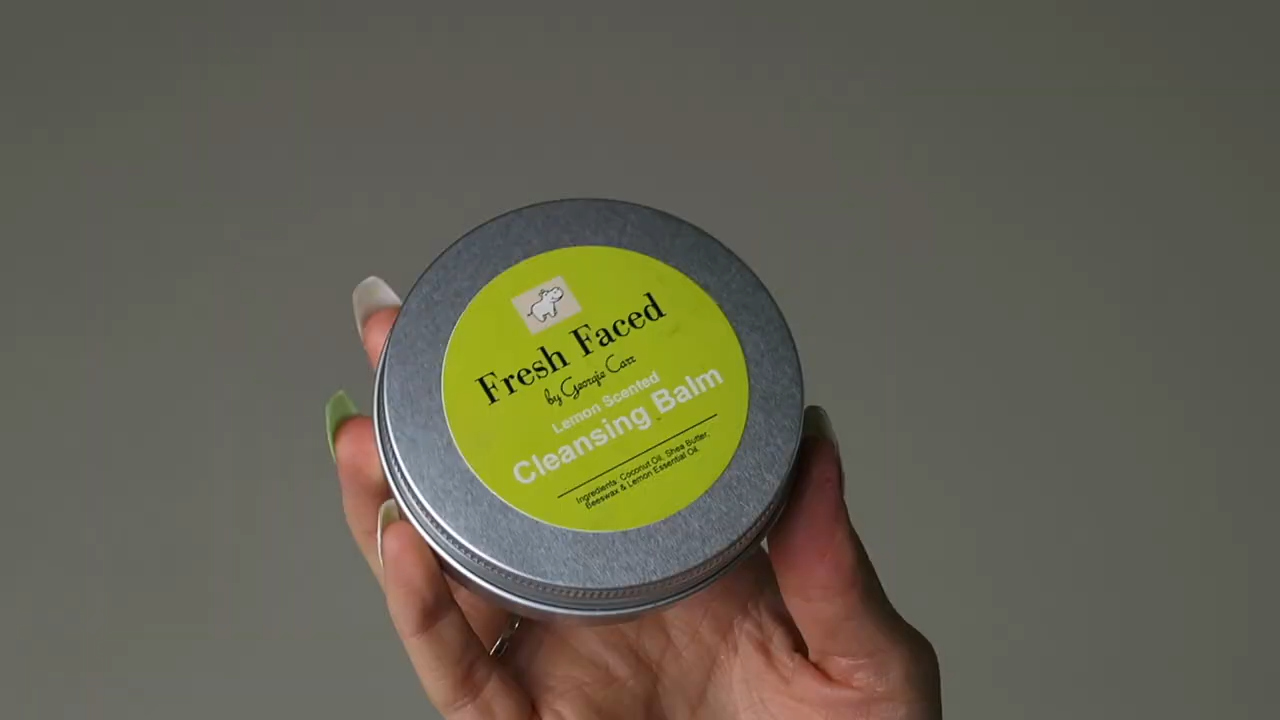 Fresh Faced
by Georgie Carr
Lemon Scented
Cleansing Balm
Ingredients: Coconut Oil, Shea Butter,
Beeswax & Lemon Essential Oil.